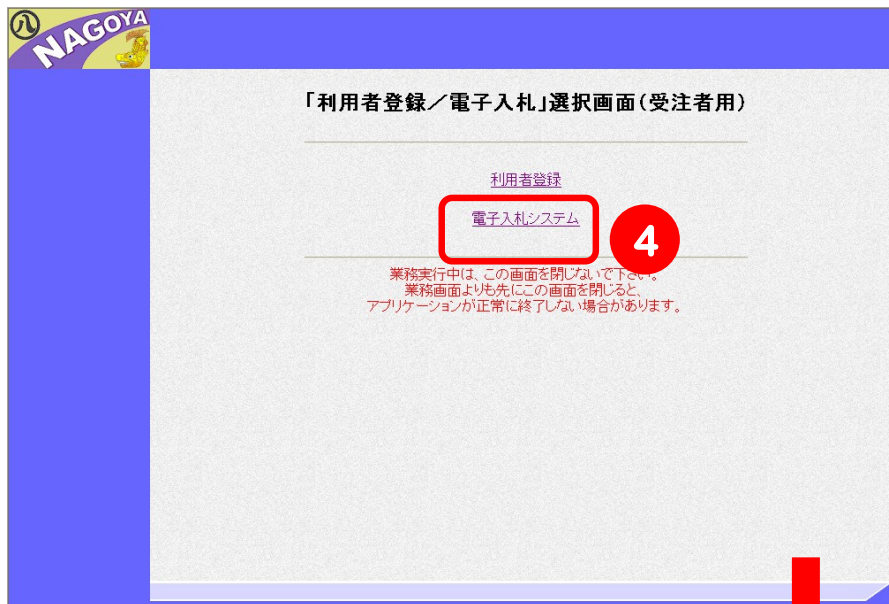 八
NAGOYA
「利用者登録／電子入札」選択画面(受注者用)
利用者登録
電子入札システム
4
業務実行中は、この画面を閉じないで下さい。
業務画面よりも先にこの画面を閉じると、
アプリケーションが正常に終了しない場合があります。